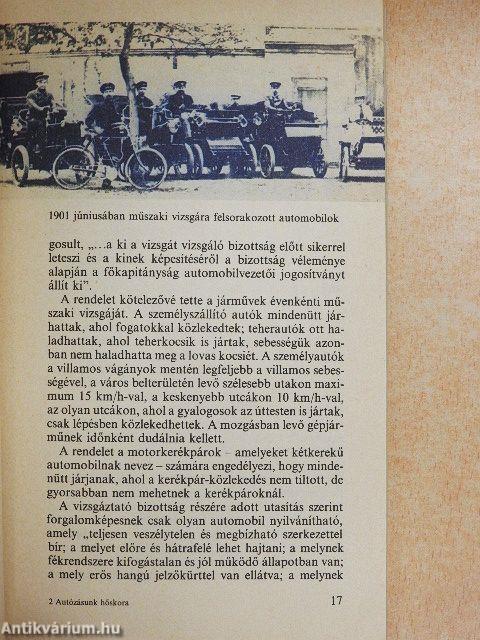 1901 júniusában műszaki vizsgára felsorakozott automobilok
gosult, „...a ki a vizsgát vizsgáló bizottság előtt sikerrel
leteszi és a kinek képesítéséről a bizottság véleménye
alapján a főkapitányság automobilvezetői jogosítványt
állít ki”.
A rendelet kötelezővé tette a járművek évenkénti mű-
szaki vizsgáját. A személyszállító autók mindenütt jár-
hattak, ahol fogatokkal közlekedtek; teherautók ott ha-
ladhattak, ahol teherkocsik is jártak, sebességük azon-
ban nem haladhatta meg a lovas kocsiét. A személyautók
a villamos vágányok mentén legfeljebb a villamos sebes-
ségével, a város belterületén levő szélesebb utakon maxi-
mum 15 km/h-val, a keskenyebb utcákon 10 km/h-val,
az olyan utcákon, ahol a gyalogosok az úttesten is jártak,
csak lépésben közlekedhettek. A mozgásban levő gépjár-
műnek időnként dudálnia kellett.
A rendelet a motorkerékpárok – amelyeket kétkerekű
automobilnak nevez – számára engedélyezi, hogy minde-
nütt járjanak, ahol a kerékpár-közlekedés nem tiltott, de
gyorsabban nem mehetnek a kerékpároknál.
A vizsgáztató bizottság részére adott utasítás szerint
forgalomképesnek csak olyan automobil nyilvánítható,
amely „teljesen veszélytelen és megbízható szerkezettel
bír; a melyet előre és hátrafelé lehet hajtani; a melynek
fékrendszere kifogástalan és jól működő állapotban van;
a mely erős hangú jelzőkürttel van ellátva; a melynek
2 Autózásunk hőskora
17
Antikvárium.hu